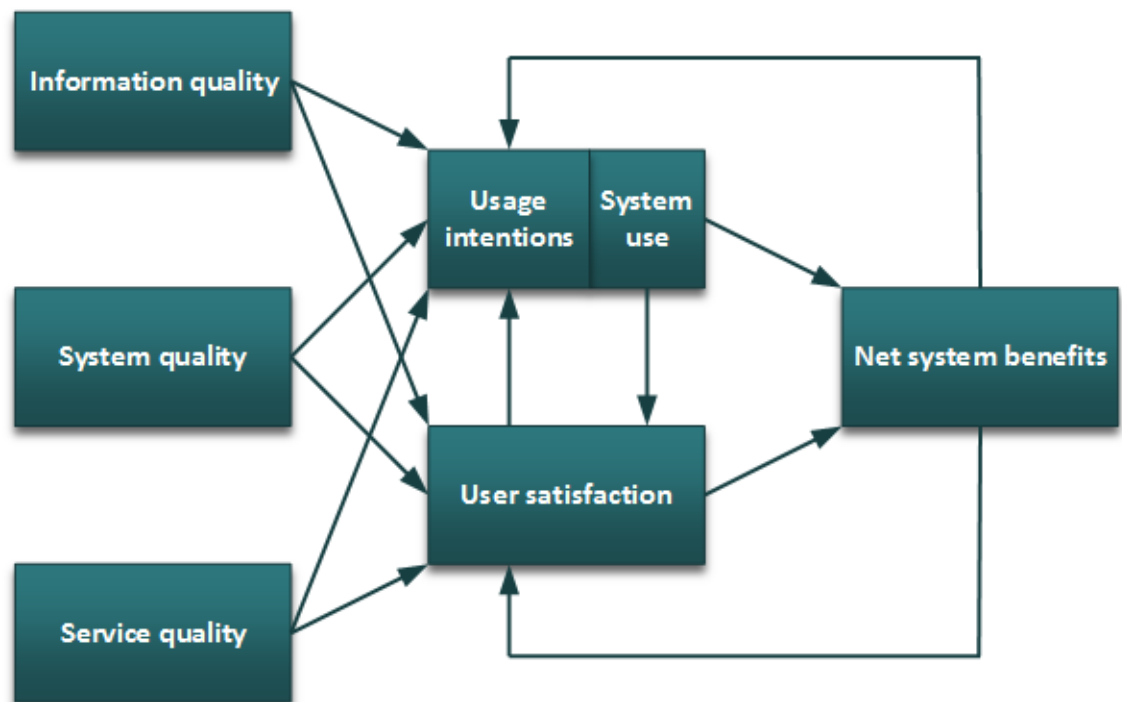 Information quality
Usage
intentions
System
use
System quality
Net system benefits
User satisfaction
Service quality